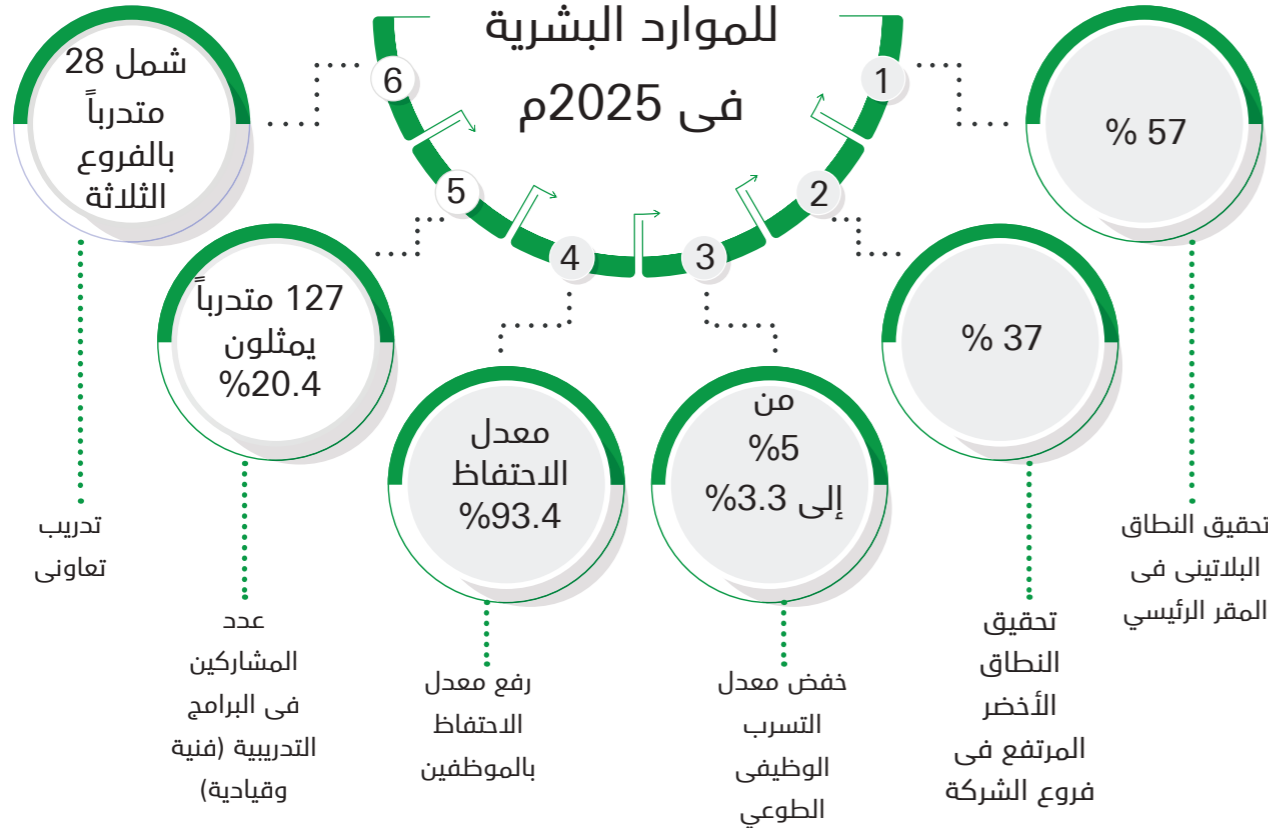 للموارد البشرية
فى 2025م
1
% 57
تحقيق النطاق
البلاتينى فى
المقر الرئيسي
2
% 37
تحقيق
النطاق
الأخضر
المرتفع فى
فروع الشركة
3
من
%5
إلى 3.3%
خفض معدل
التسرب
الوظيفى
الطوعي
4
معدل
الاحتفاظ
%93.4
رفع معدل
الاحتفاظ
بالموظفين
5
127 متدرباً
يمثلون
%20.4
عدد
المشاركين
فى البرامج
التدريبية (فنية
وقيادية)
6
شمل 28
متدرباً
بالفروع
الثلاثة
تدريب
تعاونى